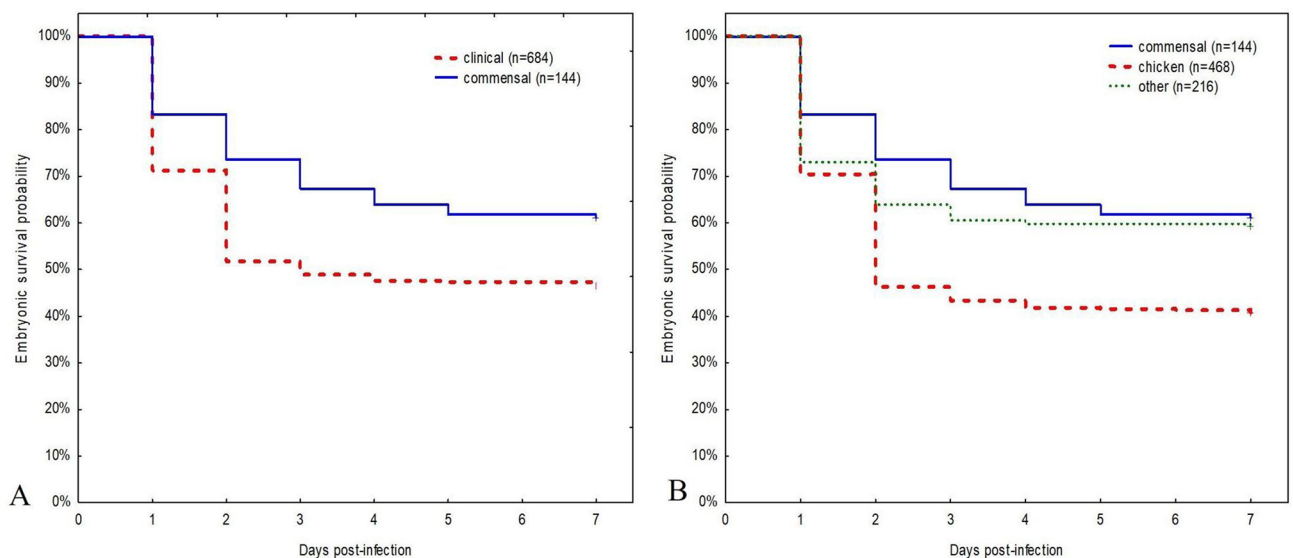 100%
90%
80%
70%
60%
50%
40%
30%
20%
10%
0%
Embryonic survival probability
clinical (n=684)
commensal (n=144)
0 1 2 3 4 5 6 7
Days post-infection
A
100%
90%
80%
70%
60%
50%
40%
30%
20%
10%
0%
Embryonic survival probability
commensal (n=144)
chicken (n=468)
other (n=216)
0 1 2 3 4 5 6 7
Days post-infection
B